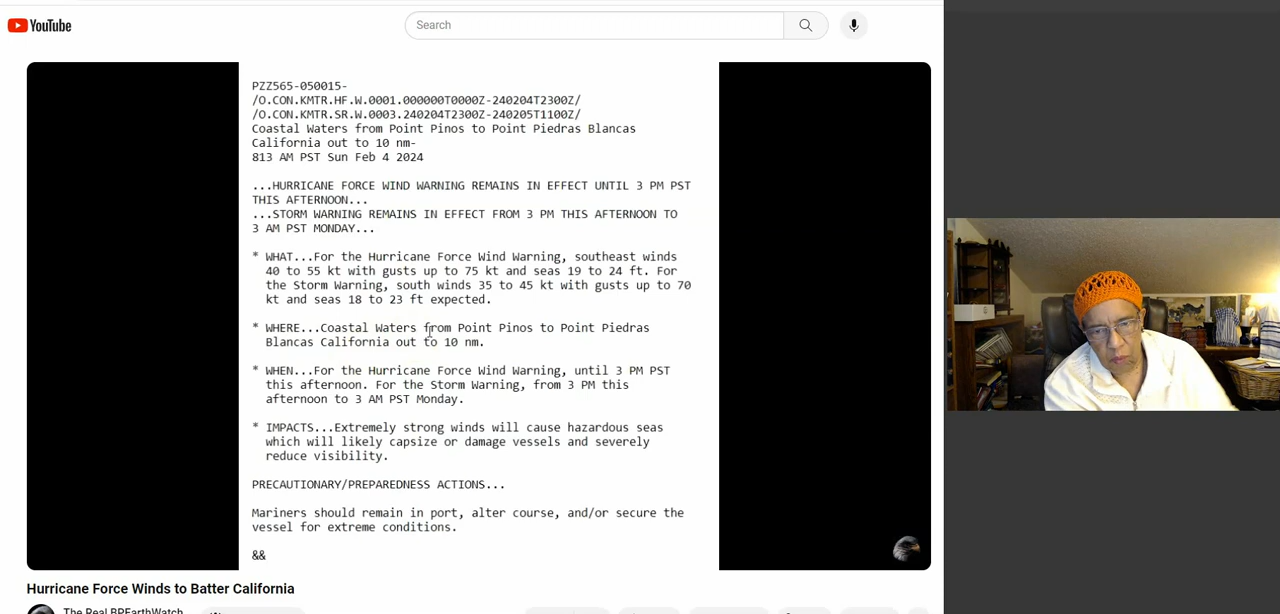 YouTube
Search
PZZ565-050015-
/O.CON.KMTR.HF.W.0001.000000T0000Z-240204T2300Z/
/O.CON.KMTR.SR.W.0003.240204T2300Z-240205T1100Z/
Coastal Waters from Point Pinos to Point Piedras Blancas
California out to 10 nm-
813 AM PST Sun Feb 4 2024
...HURRICANE FORCE WIND WARNING REMAINS IN EFFECT UNTIL 3 PM PST
THIS AFTERNOON...
...STORM WARNING REMAINS IN EFFECT FROM 3 PM THIS AFTERNOON TO
3 AM PST MONDAY...
* WHAT...For the Hurricane Force Wind Warning, southeast winds
40 to 55 kt with gusts up to 75 kt and seas 19 to 24 ft. For
the Storm Warning, south winds 35 to 45 kt with gusts up to 70
kt and seas 18 to 23 ft expected.
* WHERE...Coastal Waters from Point Pinos to Point Piedras
Blancas California out to 10 nm.
* WHEN...For the Hurricane Force Wind Warning, until 3 PM PST
this afternoon. For the Storm Warning, from 3 PM this
afternoon to 3 AM PST Monday.
* IMPACTS...Extremely strong winds will cause hazardous seas
which will likely capsize or damage vessels and severely
reduce visibility.
PRECAUTIONARY/PREPAREDNESS ACTIONS...
Mariners should remain in port, alter course, and/or secure the
vessel for extreme conditions.
&&
Hurricane Force Winds to Batter California
The Real BPEarthWatch